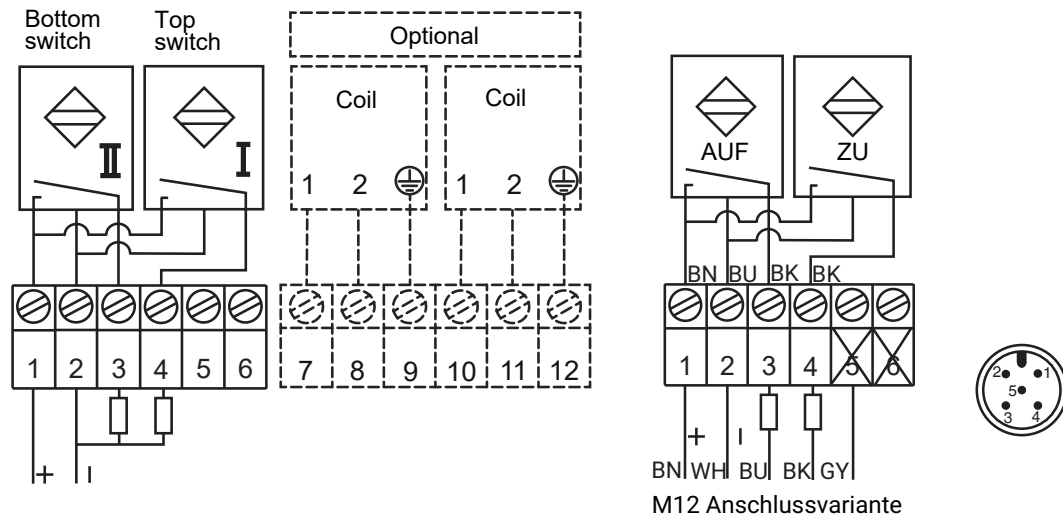 Bottom switch
Top switch
Optional
II
I
Coil
Coil
AUF
ZU
1 2
1 2
BN BU BK BK
1 2 3 4 5 6
7 8 9 10 11 12
1 2 3 4 5 6
2 1
5
3 4
+ I
+ I
BN WH BU BK GY
M12 Anschlussvariante